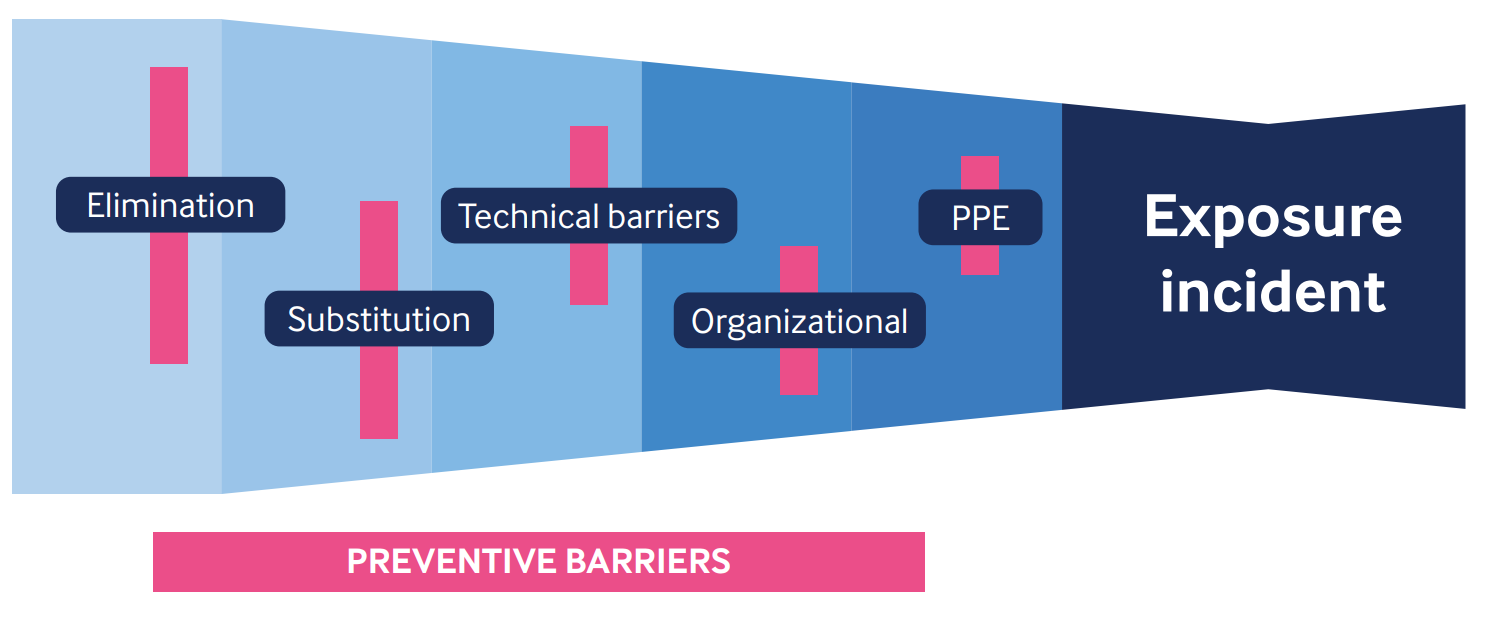 Elimination
Substitution
Technical barriers
Organizational
PPE
Exposure
incident
PREVENTIVE BARRIERS